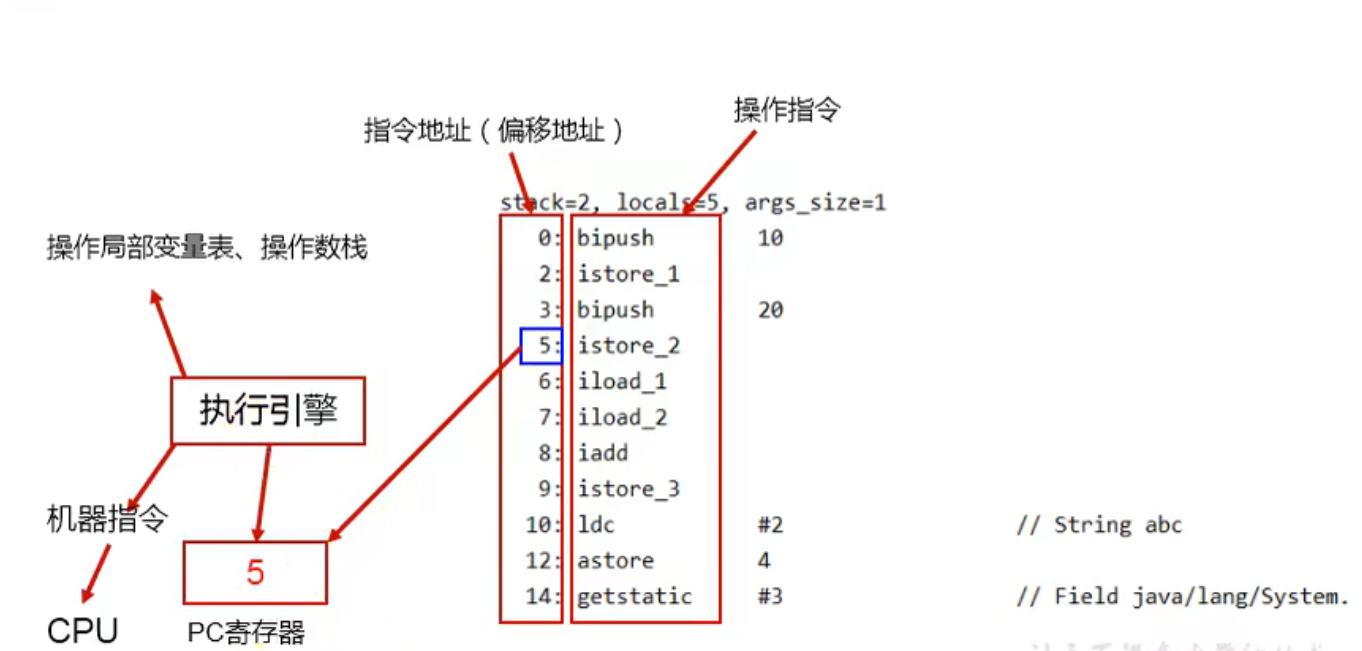 操作指令
指令地址（偏移地址）
stack=2, locals=5, args_size=1
操作局部变量表、操作数栈
0: bipush 10
2: istore_1
3: bipush 20
5: istore_2
6: iload_1
7: iload_2
8: iadd
9: istore_3
10: ldc #2 // String abc
12: astore 4
14: getstatic #3 // Field java/lang/System.
执行引擎
机器指令
5
CPU
PC寄存器